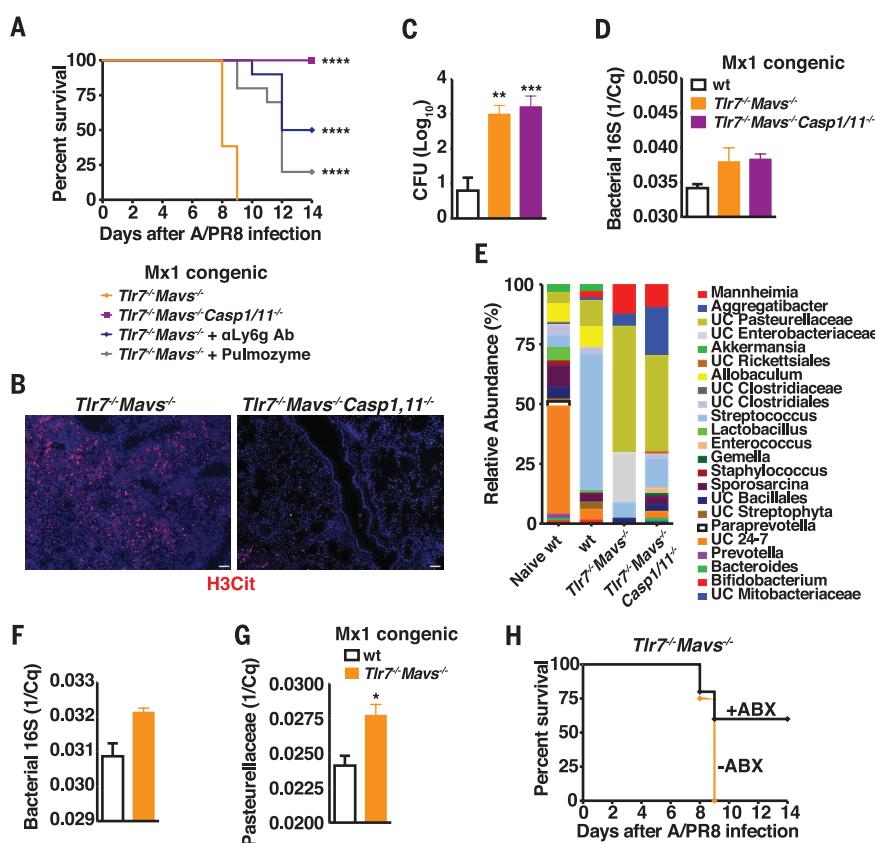 A
Percent survival
100
75
50
25
0
****
****
****
0 2 4 6 8 10 12 14
Days after A/PR8 infection
Mx1 congenic
Tlr7-/-Mavs-/-
Tlr7-/-Mavs-/-Casp1/11-/-
Tlr7-/-Mavs-/- + αLy6g Ab
Tlr7-/-Mavs-/- + Pulmozyme
B
Tlr7-/-Mavs-/-
Tlr7-/-Mavs-/-Casp1,11-/-
H3Cit
C
CFU (Log10)
4
3
2
1
0
**
***
D
Mx1 congenic
wt
Tlr7-/-Mavs-/-
Tlr7-/-Mavs-/-Casp1/11-/-
Bacterial 16S (1/Cq)
0.050
0.045
0.040
0.035
0.030
E
Relative Abundance (%)
100
75
50
25
0
Naive wt
wt
Tlr7-/-Mavs-/-
Tlr7-/-Mavs-/-
Casp1/11-/-
Mannheimia
Aggregatibacter
UC Pasteurellaceae
UC Enterobacteriaceae
Akkermansia
UC Rickettsiales
Allobaculum
UC Clostridiaceae
UC Clostridiales
Streptococcus
Lactobacillus
Enterococcus
Gemella
Staphylococcus
Sporosarcina
UC Bacillales
UC Streptophyta
Paraprevotella
UC 24-7
Prevotella
Bacteroides
Bifidobacterium
UC Mitobacteriaceae
F
Bacterial 16S (1/Cq)
0.033
0.032
0.031
0.030
0.029
G
Mx1 congenic
wt
Tlr7-/-Mavs-/-
Pasteurellaceae (1/Cq)
0.0300
0.0275
0.0250
0.0225
0.0200
*
H
Tlr7-/-Mavs-/-
Percent survival
100
75
50
25
0
+ABX
-ABX
0 2 4 6 8 10 12 14
Days after A/PR8 infection